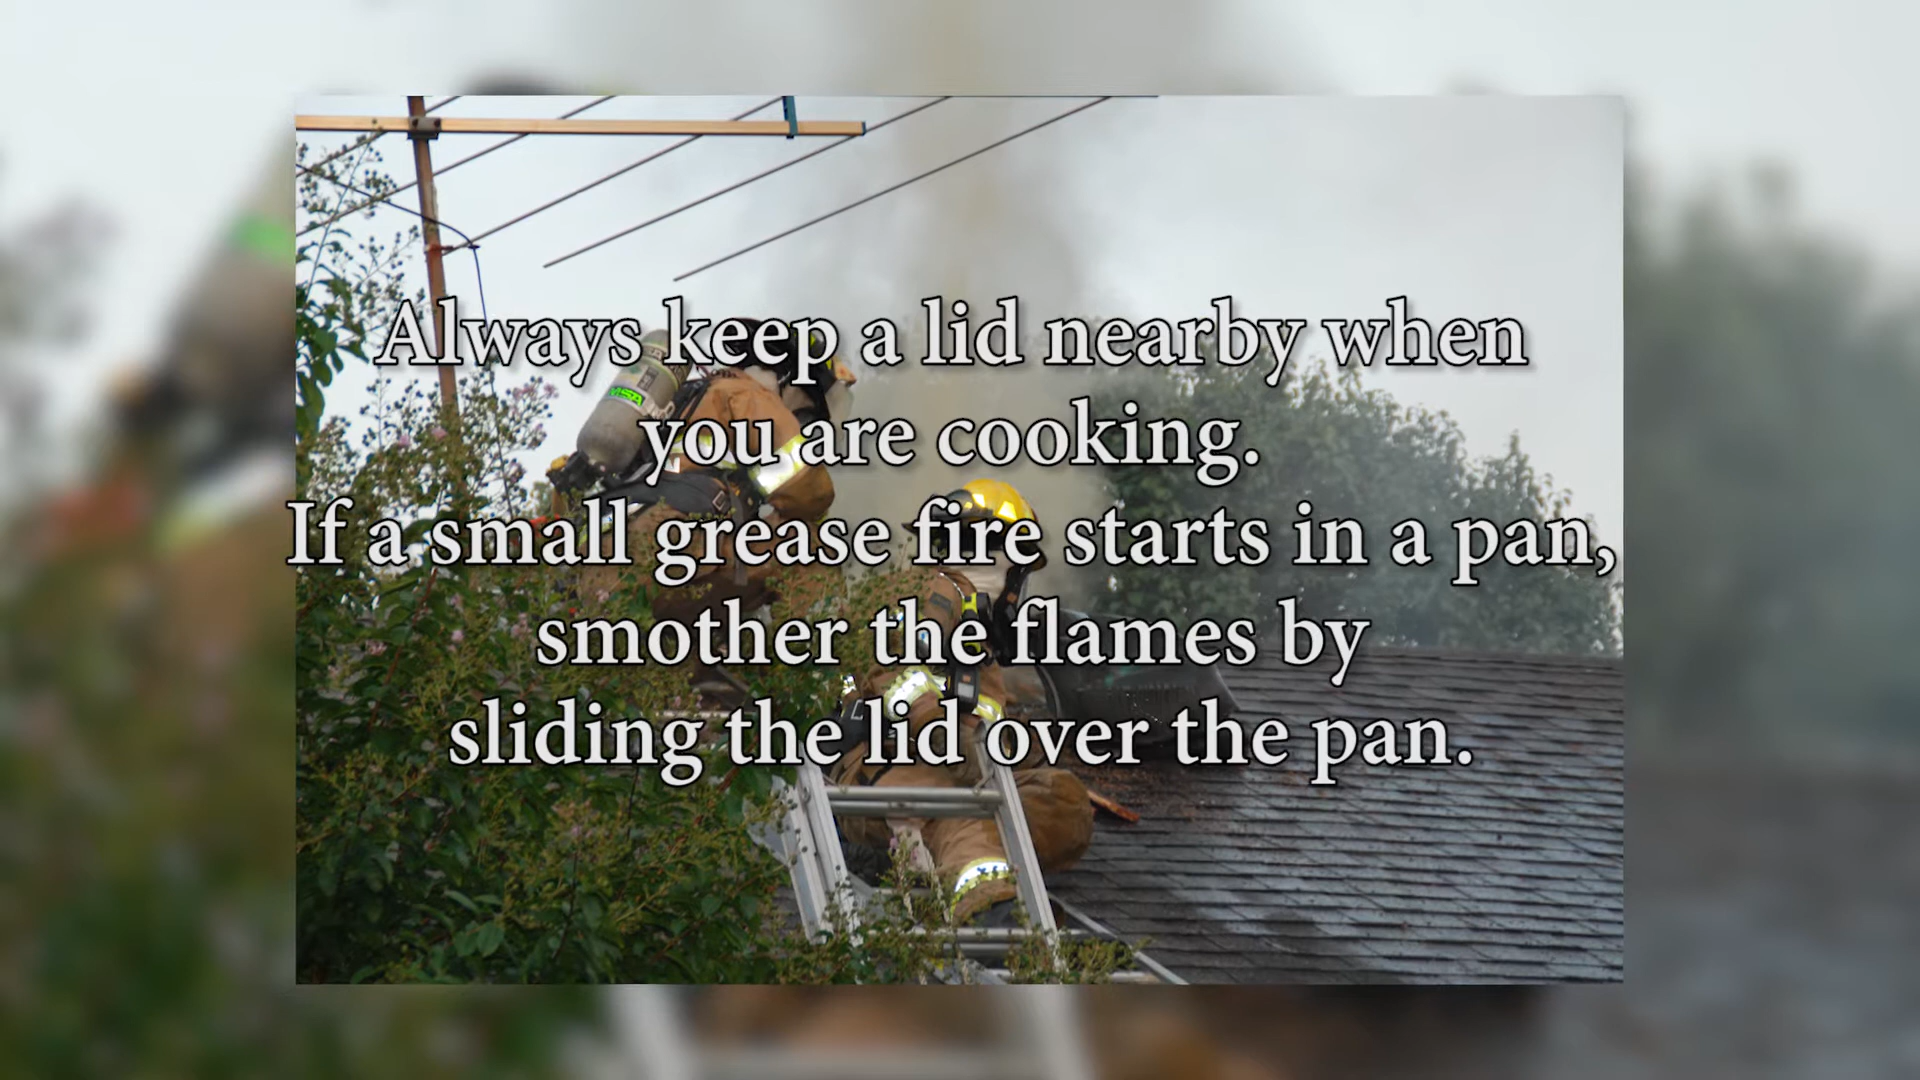 Always keep a lid nearby when
you are cooking.
If a small grease fire starts in a pan,
smother the flames by
sliding the lid over the pan.
MSA